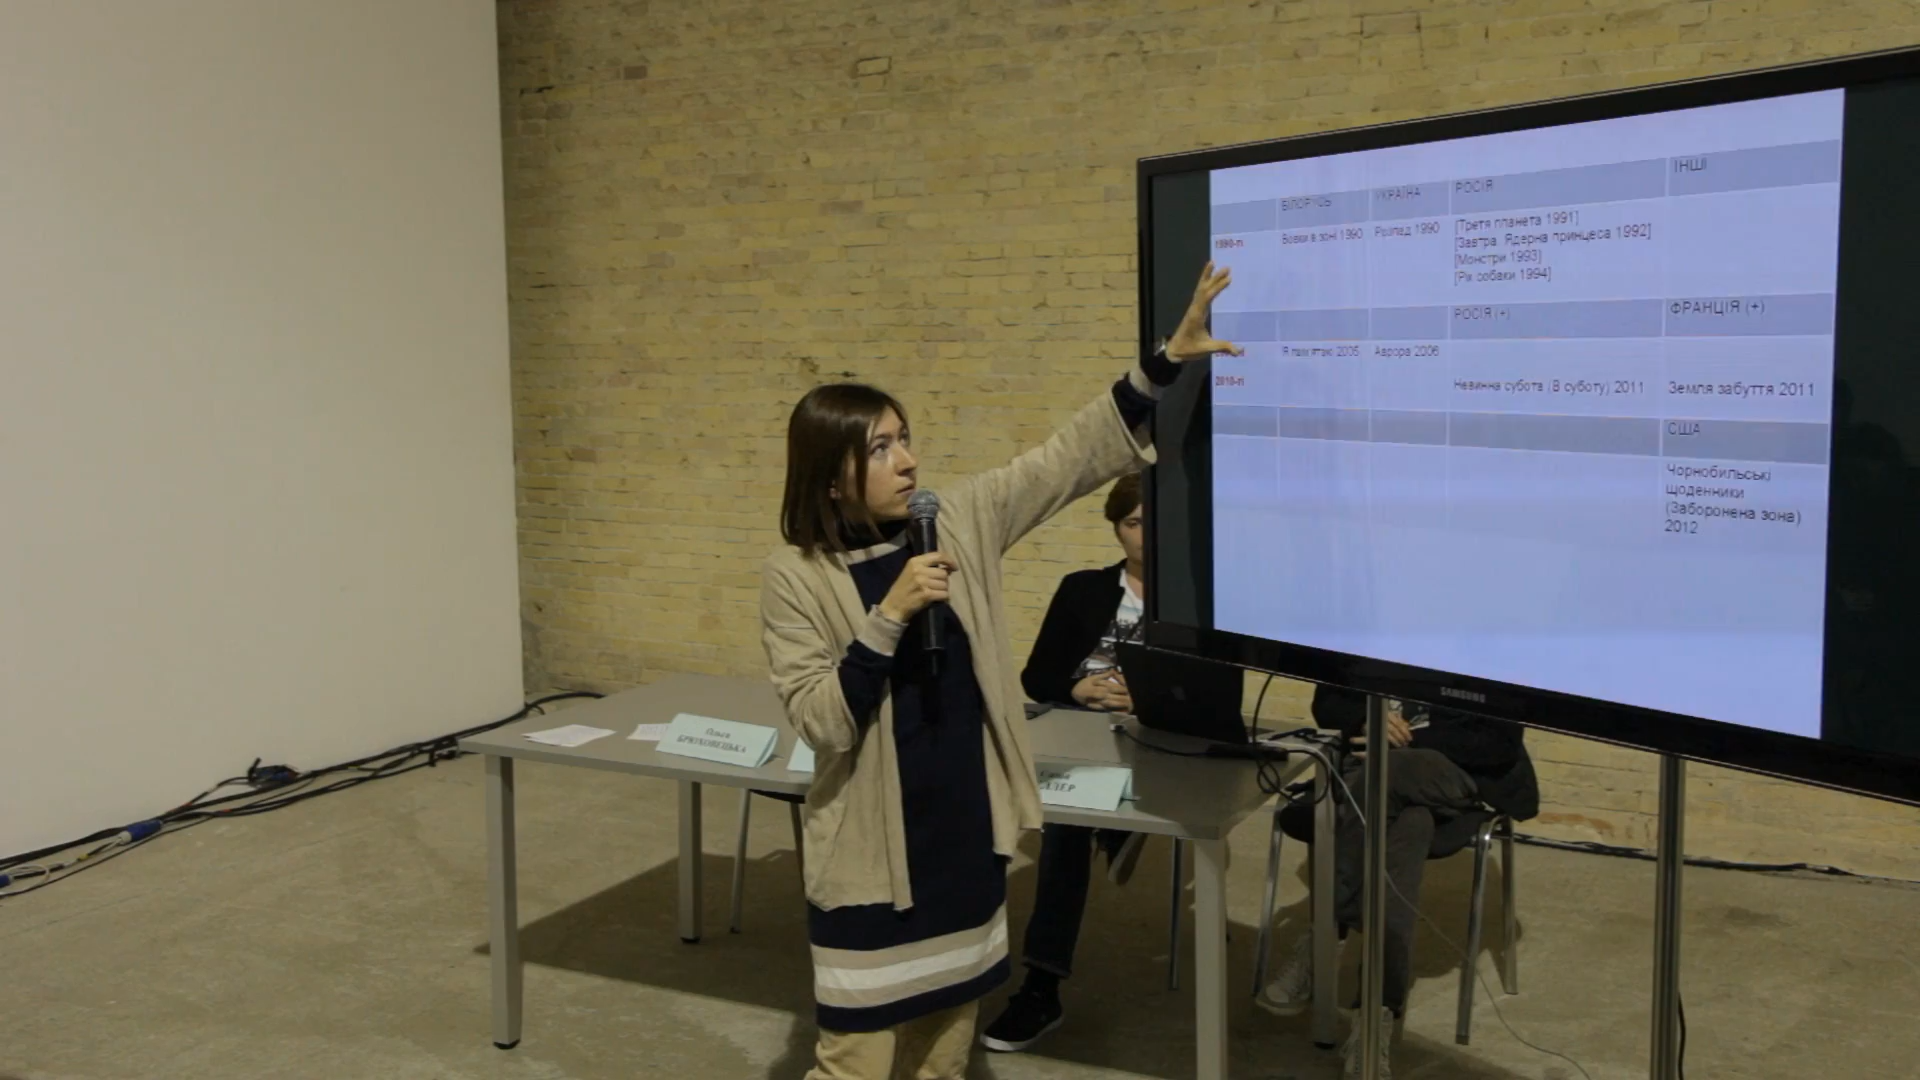 БІЛОРУСЬ УКРАЇНА РОСІЯ ІНШІ
1990-ті Вовки в зоні 1990 Розпад 1990 [Третя планета 1991]
[Завтра. Ядерна принцеса 1992]
[Монстри 1993]
[Рік собаки 1994]
РОСІЯ (+) ФРАНЦІЯ (+)
Я пам'ятаю 2005 Аврора 2006
2010-ті Невинна субота (В суботу) 2011 Земля забуття 2011
США
Чорнобильські
щоденники
(Заборонена зона)
2012
SAMSUNG
Ольга
БРЮХОВЕЦЬКА